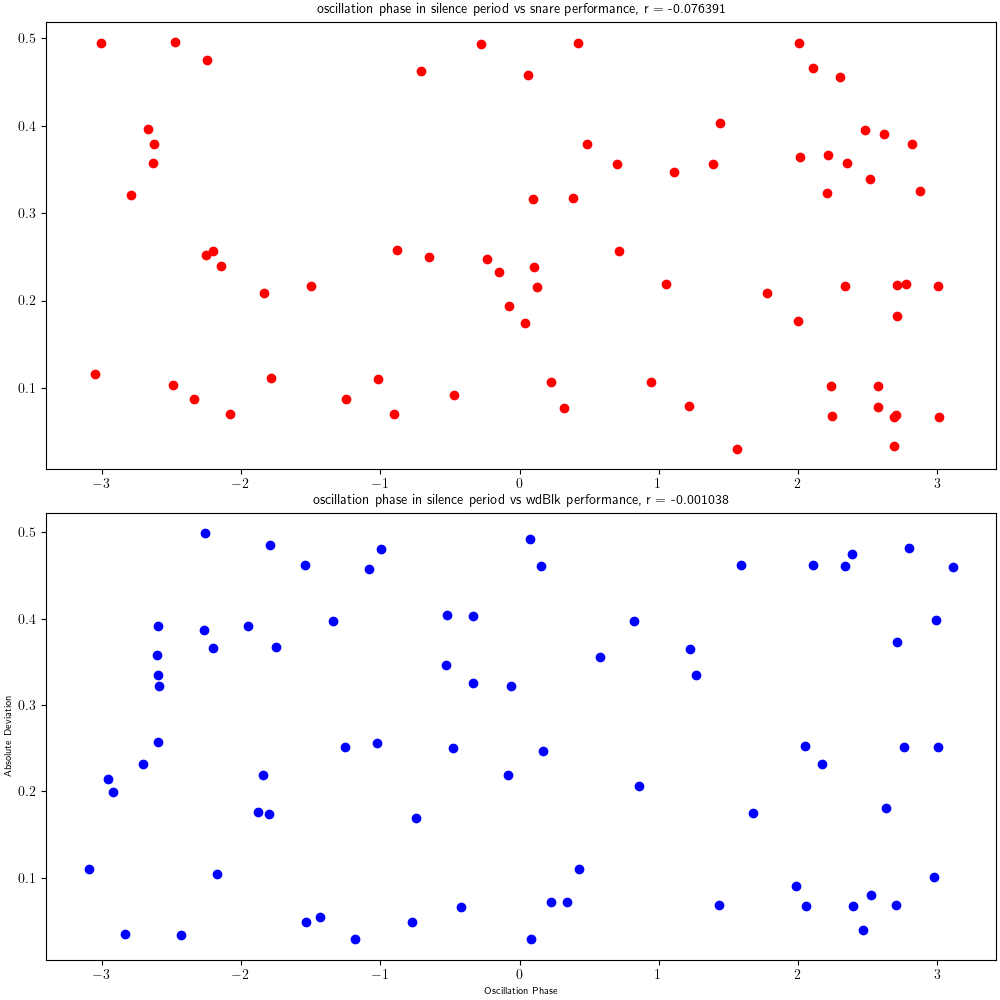 oscillation phase in silence period vs snare performance, r = -0.076391
0.5
0.4
0.3
0.2
0.1
−3 −2 −1 0 1 2 3
oscillation phase in silence period vs wdBlk performance, r = -0.001038
0.5
0.4
0.3
0.2
0.1
Absolute Deviation
−3 −2 −1 0 1 2 3
Oscillation Phase